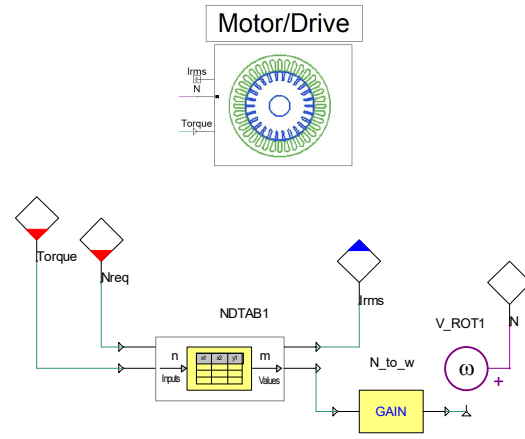 Motor/Drive
Irms
N
Torque
Torque
Nreq
Irms
N
NDTAB1
V_ROT1
n
x1 x2 y1
m
Inputs
Values
N_to_w
ω
+
GAIN